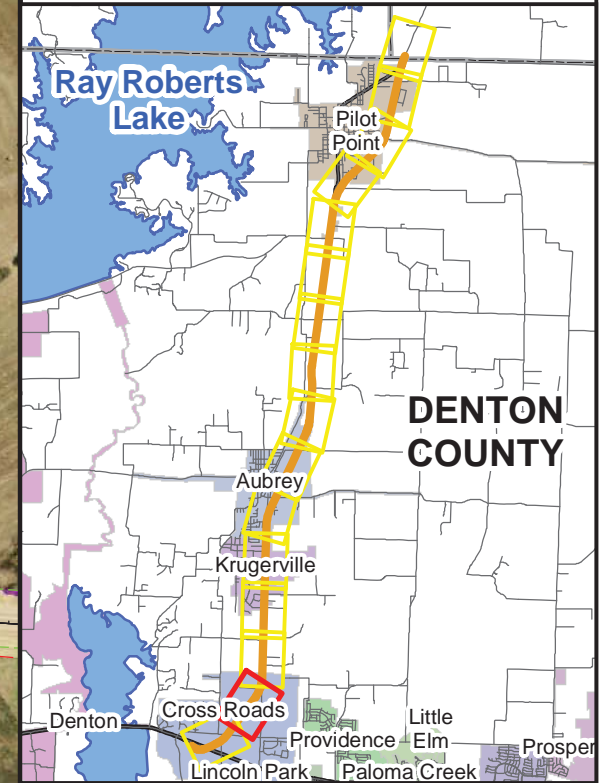 Ray Roberts
Lake
Pilot
Point
DENTON
COUNTY
Aubrey
Krugerville
Cross Roads
Denton
Little
Providence Elm
Prosper
Lincoln Park
Paloma Creek